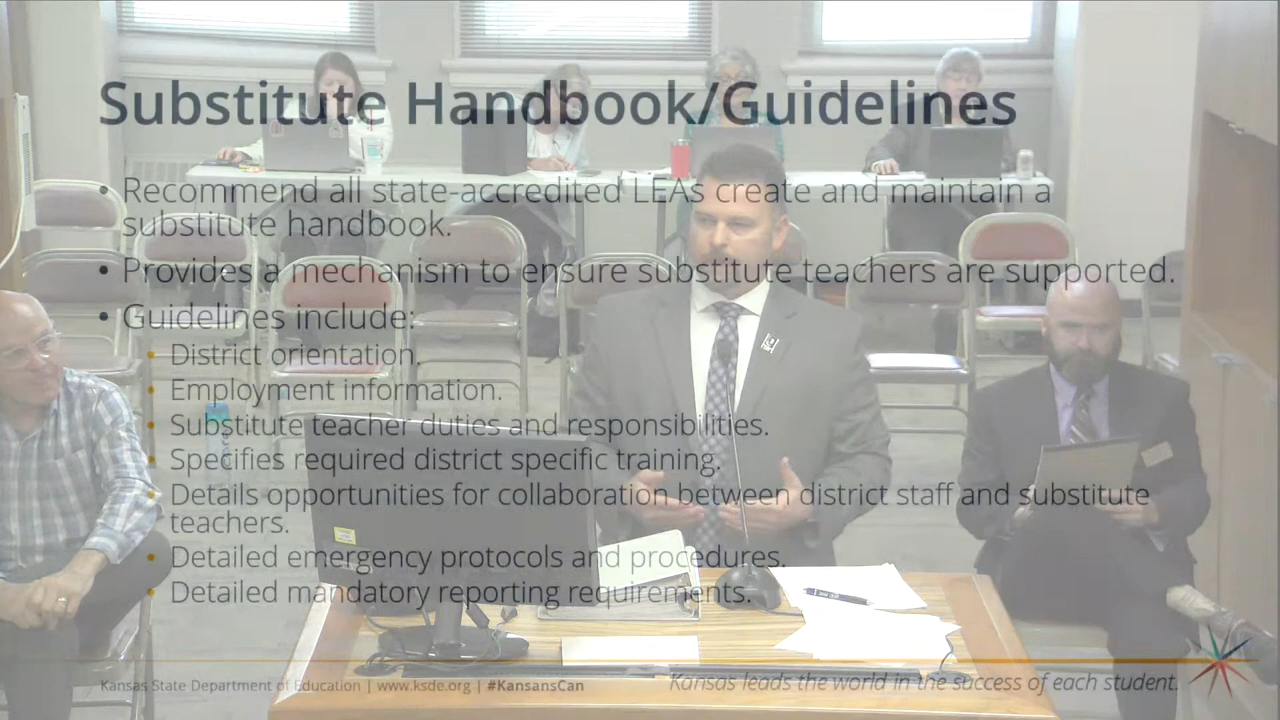 Substitute Handbook/Guidelines
• Recommend all state-accredited LEAs create and maintain a
substitute handbook.
• Provides a mechanism to ensure substitute teachers are supported.
• Guidelines include:
• District orientation.
• Employment information.
• Substitute teacher duties and responsibilities.
• Specifies required district specific training.
• Details opportunities for collaboration between district staff and substitute
teachers.
• Detailed emergency protocols and procedures.
• Detailed mandatory reporting requirements.
Kansas State Department of Education | www.ksde.org | #KansansCan
Kansas leads the world in the success of each student.